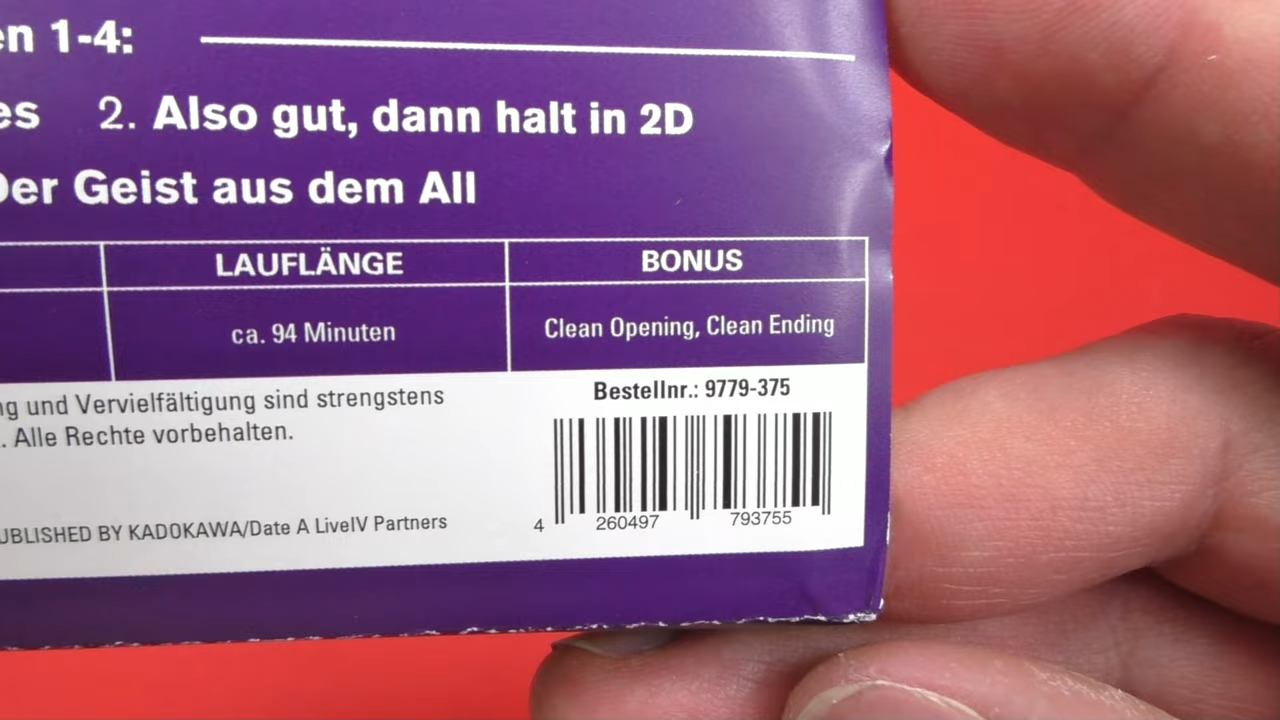 en 1-4:
es 2. Also gut, dann halt in 2D
Der Geist aus dem All
LAUFLÄNGE BONUS
ca. 94 Minuten Clean Opening, Clean Ending
ng und Vervielfältigung sind strengstens
. Alle Rechte vorbehalten.
Bestellnr.: 9779-375
UBLISHED BY KADOKAWA/Date A LiveIV Partners
4 260497 793755